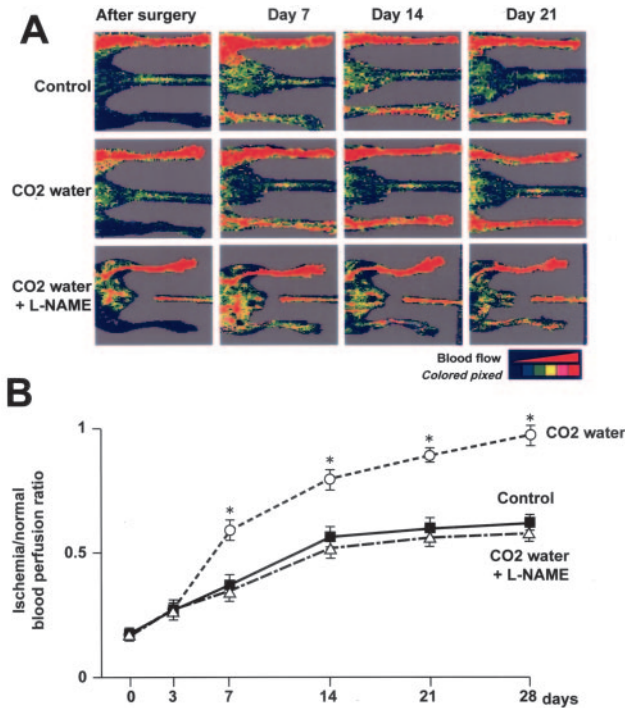 A
After surgery Day 7 Day 14 Day 21
Control
CO2 water
CO2 water
+ L-NAME
Blood flow
Colored pixed
B
Ischemia/normal
blood perfusion ratio
1
0.5
0
* * * *
CO2 water
Control
CO2 water
+ L-NAME
0 3 7 14 21 28 days